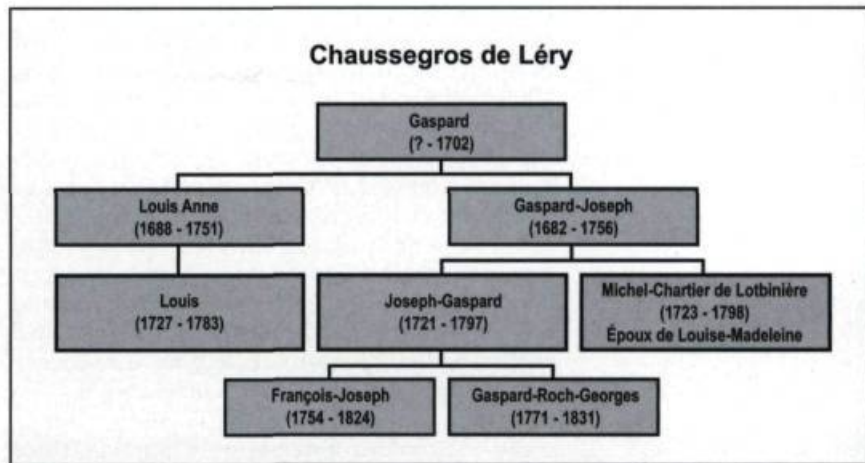 Chaussegros de Léry
Gaspard
(? - 1702)
Louis Anne
(1688 - 1751)
Gaspard-Joseph
(1682 - 1756)
Louis
(1727 - 1783)
Joseph-Gaspard
(1721 - 1797)
Michel-Chartier de Lotbinière
(1723 - 1798)
Époux de Louise-Madeleine
François-Joseph
(1754 - 1824)
Gaspard-Roch-Georges
(1771 - 1831)